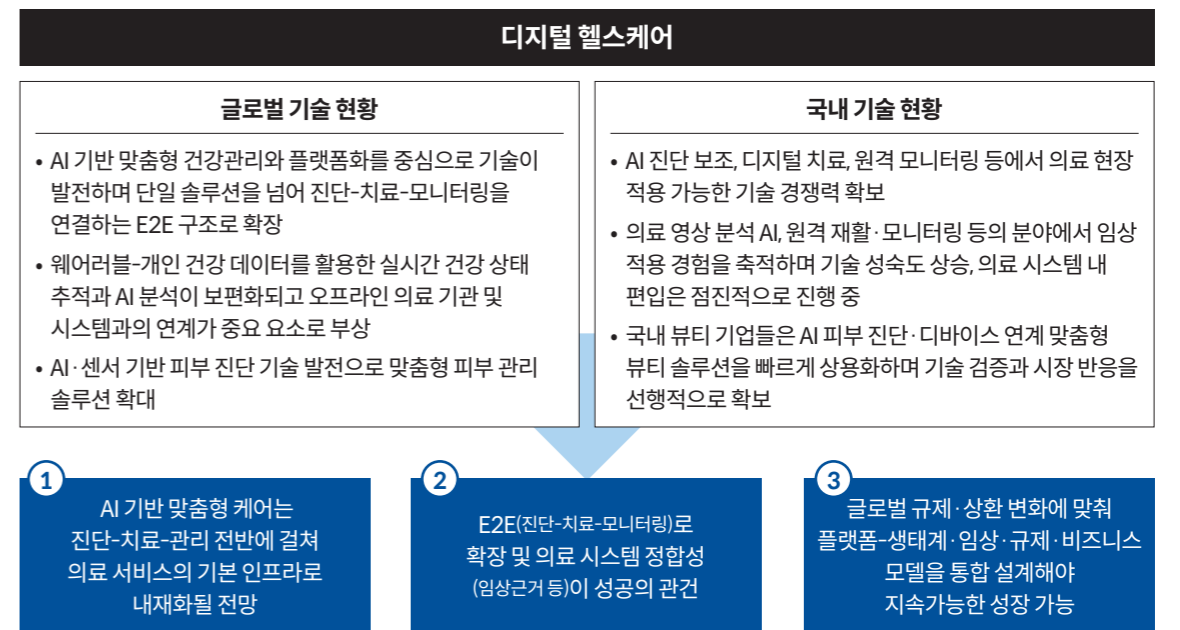 디지털 헬스케어
글로벌 기술 현황
• AI 기반 맞춤형 건강관리와 플랫폼화를 중심으로 기술이
발전하며 단일 솔루션을 넘어 진단-치료-모니터링을
연결하는 E2E 구조로 확장
• 웨어러블-개인 건강 데이터를 활용한 실시간 건강 상태
추적과 AI 분석이 보편화되고 오프라인 의료 기관 및
시스템과의 연계가 중요 요소로 부상
• AI·센서 기반 피부 진단 기술 발전으로 맞춤형 피부 관리
솔루션 확대
국내 기술 현황
• AI 진단 보조, 디지털 치료, 원격 모니터링 등에서 의료 현장
적용 가능한 기술 경쟁력 확보
• 의료 영상 분석 AI, 원격 재활·모니터링 등의 분야에서 임상
적용 경험을 축적하며 기술 성숙도 상승, 의료 시스템 내
편입은 점진적으로 진행 중
• 국내 뷰티 기업들은 AI 피부 진단·디바이스 연계 맞춤형
뷰티 솔루션을 빠르게 상용화하며 기술 검증과 시장 반응을
선행적으로 확보
1
AI 기반 맞춤형 케어는
진단-치료-관리 전반에 걸쳐
의료 서비스의 기본 인프라로
내재화될 전망
2
E2E(진단-치료-모니터링)로
확장 및 의료 시스템 정합성
(임상근거 등)이 성공의 관건
3
글로벌 규제·상환 변화에 맞춰
플랫폼-생태계·임상·규제·비즈니스
모델을 통합 설계해야
지속가능한 성장 가능